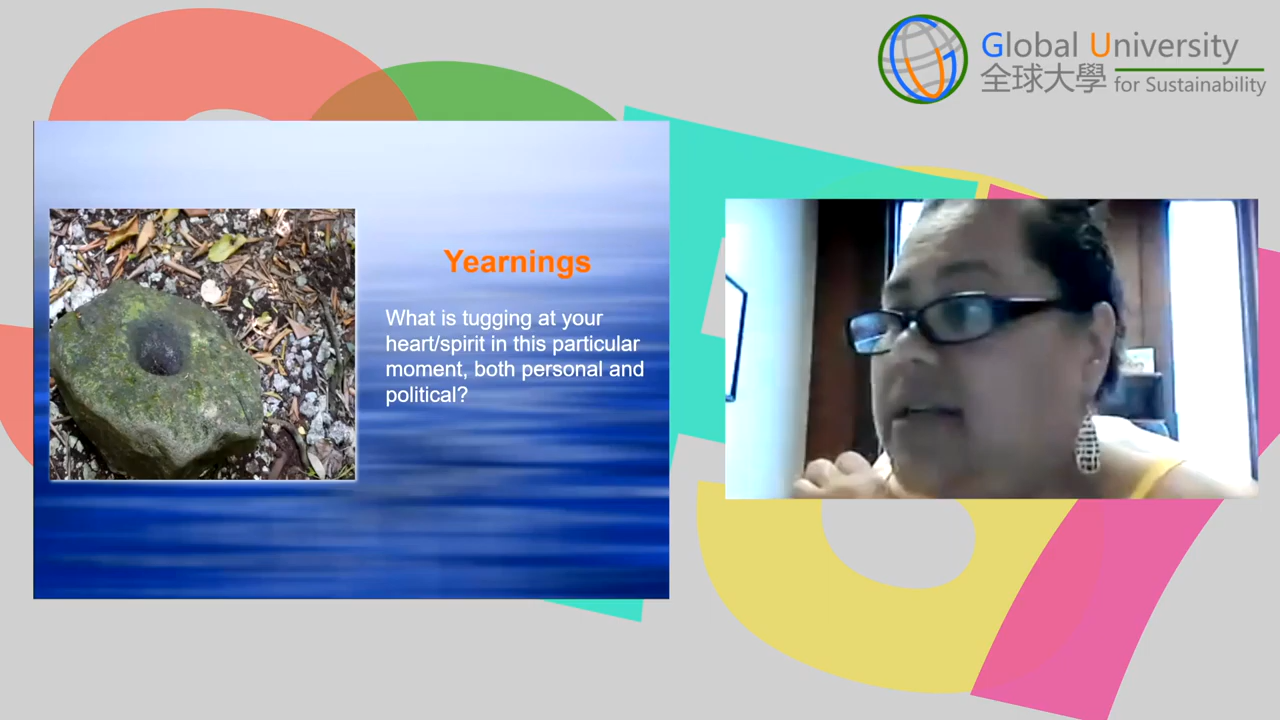 Global University
全球大學 for Sustainability
Yearnings
What is tugging at your
heart/spirit in this particular
moment, both personal and
political?